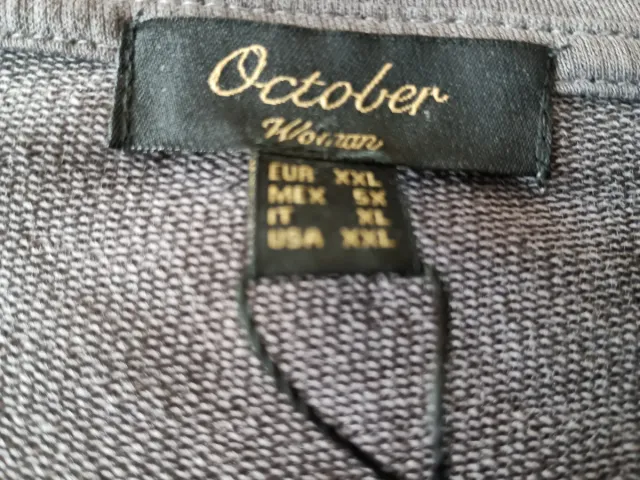 October
Woman
EUR XXL
MEX 5X
IT XL
USA XXL